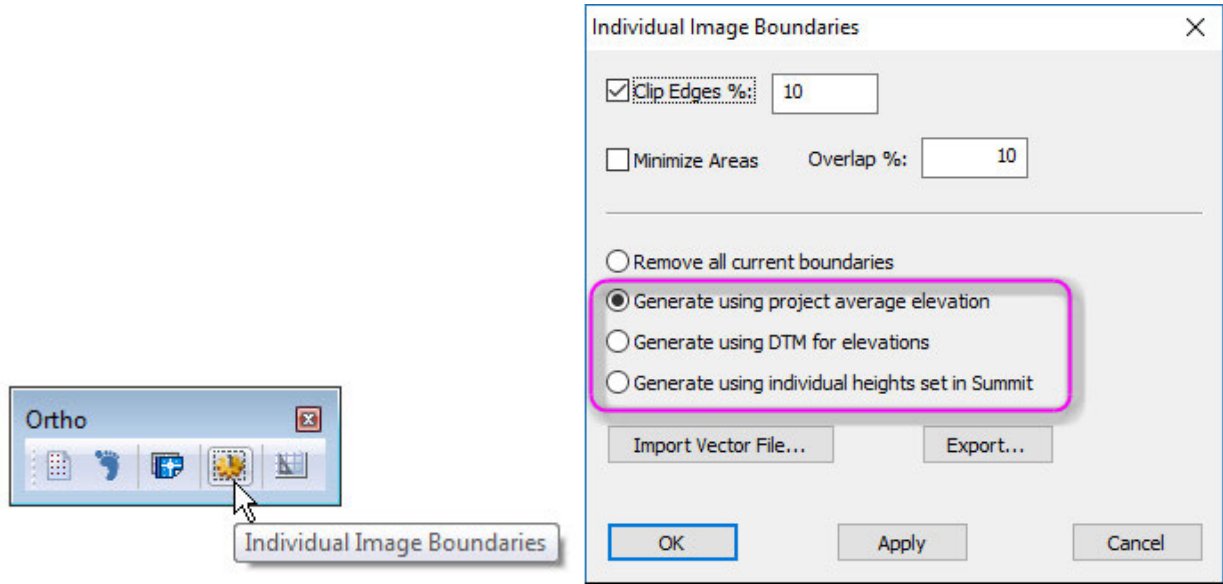 Ortho
Individual Image Boundaries
Individual Image Boundaries
Clip Edges %: 10
Minimize Areas Overlap %: 10
Remove all current boundaries
Generate using project average elevation
Generate using DTM for elevations
Generate using individual heights set in Summit
Import Vector File... Export...
OK Apply Cancel